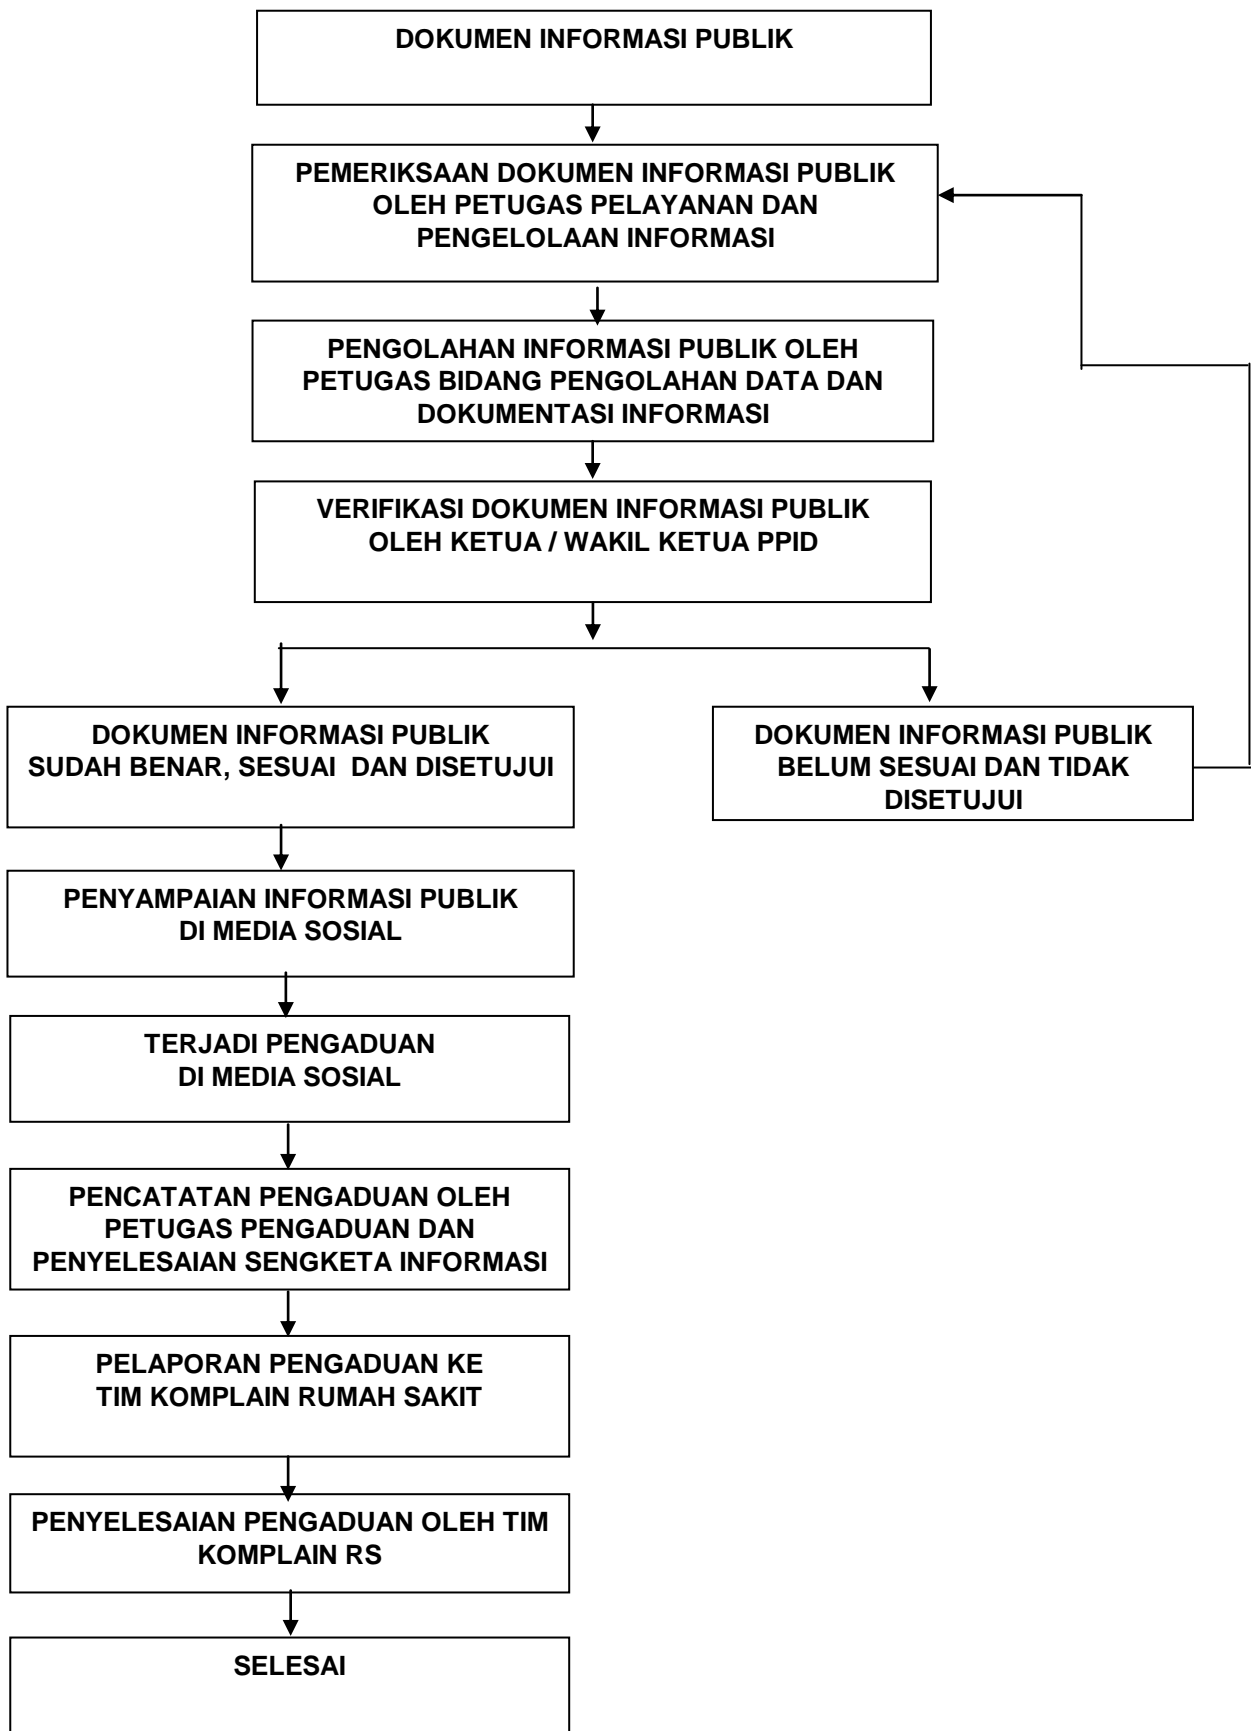 DOKUMEN INFORMASI PUBLIK
PEMERIKSAAN DOKUMEN INFORMASI PUBLIK
OLEH PETUGAS PELAYANAN DAN
PENGELOLAAN INFORMASI
PENGOLAHAN INFORMASI PUBLIK OLEH
PETUGAS BIDANG PENGOLAHAN DATA DAN
DOKUMENTASI INFORMASI
VERIFIKASI DOKUMEN INFORMASI PUBLIK
OLEH KETUA / WAKIL KETUA PPID
DOKUMEN INFORMASI PUBLIK
SUDAH BENAR, SESUAI DAN DISETUJUI
DOKUMEN INFORMASI PUBLIK
BELUM SESUAI DAN TIDAK
DISETUJUI
PENYAMPAIAN INFORMASI PUBLIK
DI MEDIA SOSIAL
TERJADI PENGADUAN
DI MEDIA SOSIAL
PENCATATAN PENGADUAN OLEH
PETUGAS PENGADUAN DAN
PENYELESAIAN SENGKETA INFORMASI
PELAPORAN PENGADUAN KE
TIM KOMPLAIN RUMAH SAKIT
PENYELESAIAN PENGADUAN OLEH TIM
KOMPLAIN RS
SELESAI